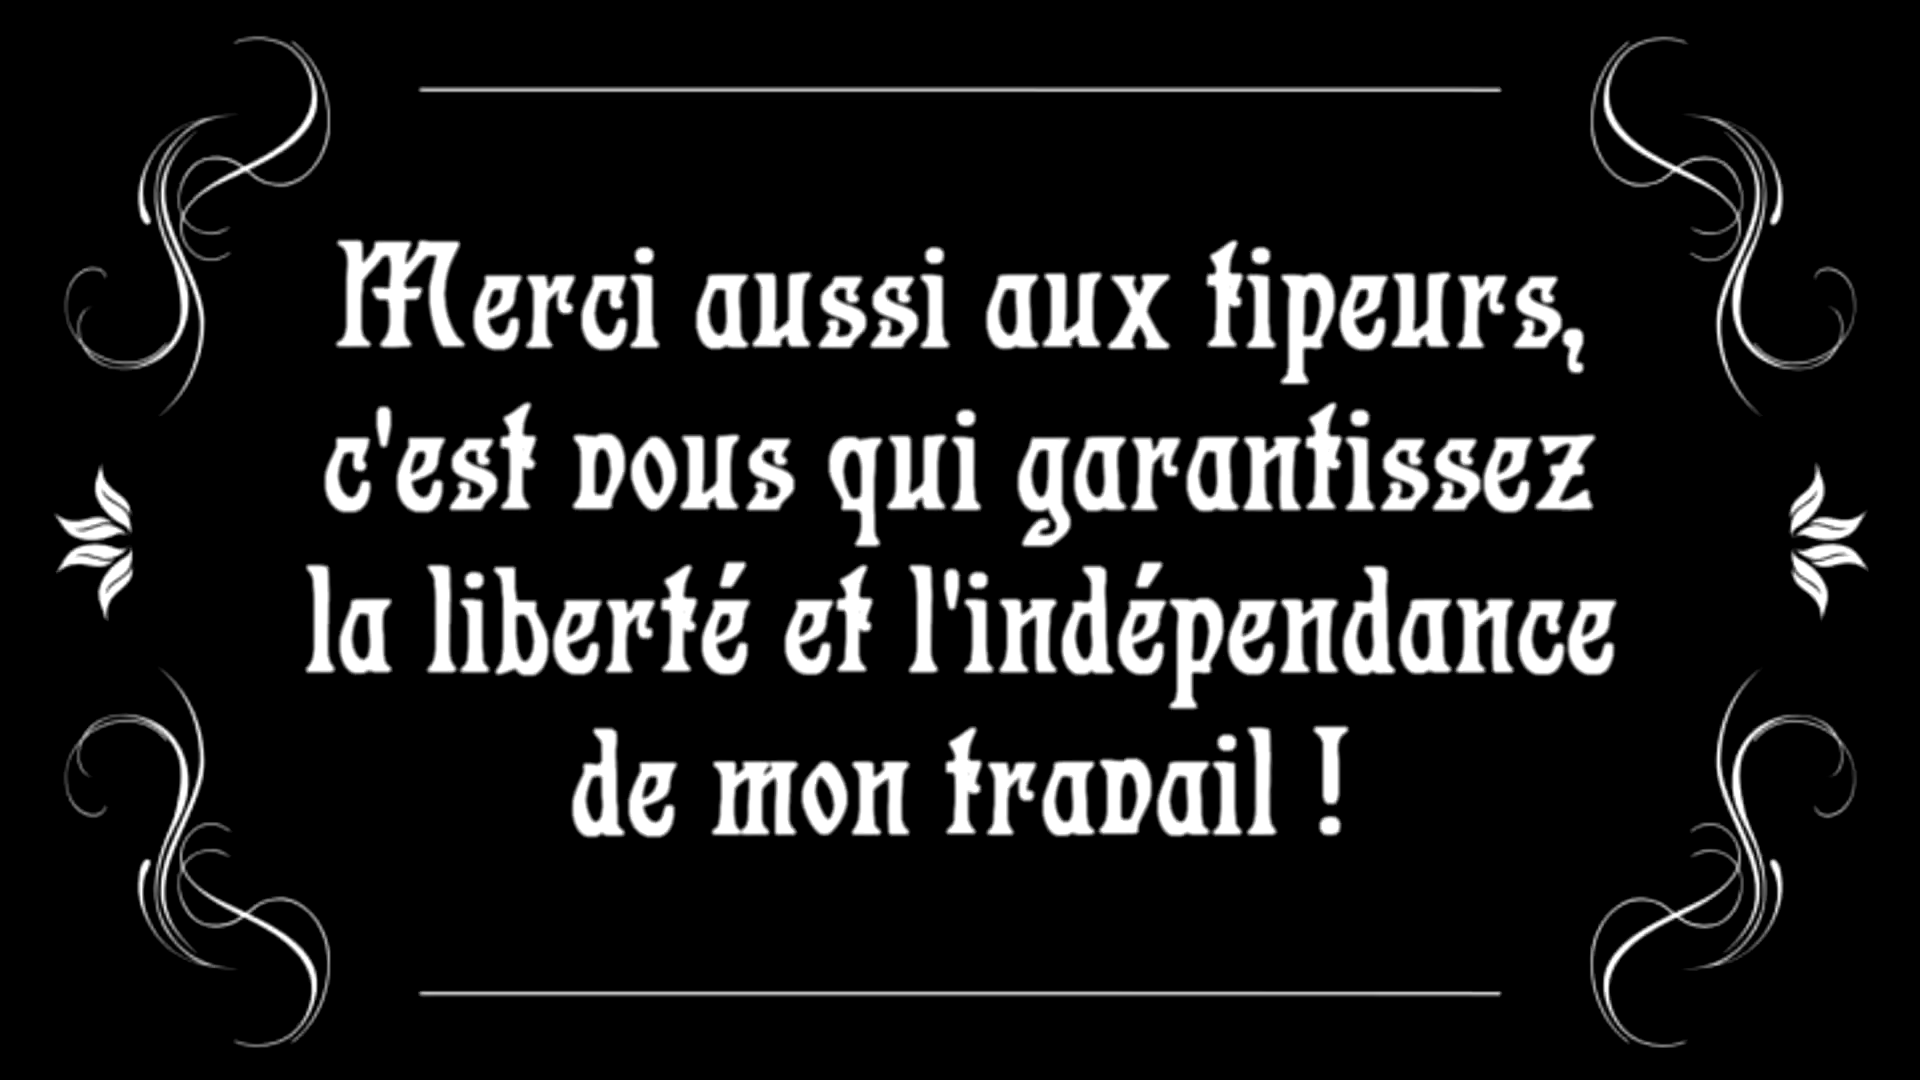 Merci aussi aux tipeurs,
c'est vous qui garantissez
la liberté et l'indépendance
de mon travail !